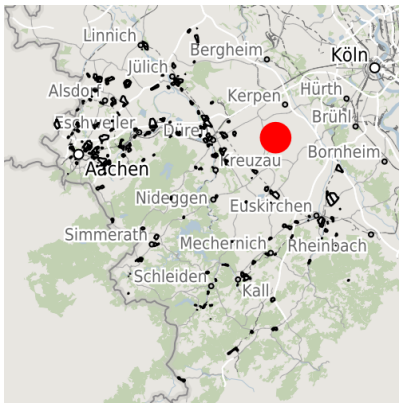 Linnich
Bergheim
Köln
Jülich
Alsdorf
Kerpen
Hürth
Brühl
Eschweiler
Düre
Bornheim
Kreuzau
Aachen
Nideggen
Euskirchen
Simmerath
Mechernich
Rheinbach
Schleiden
Kall